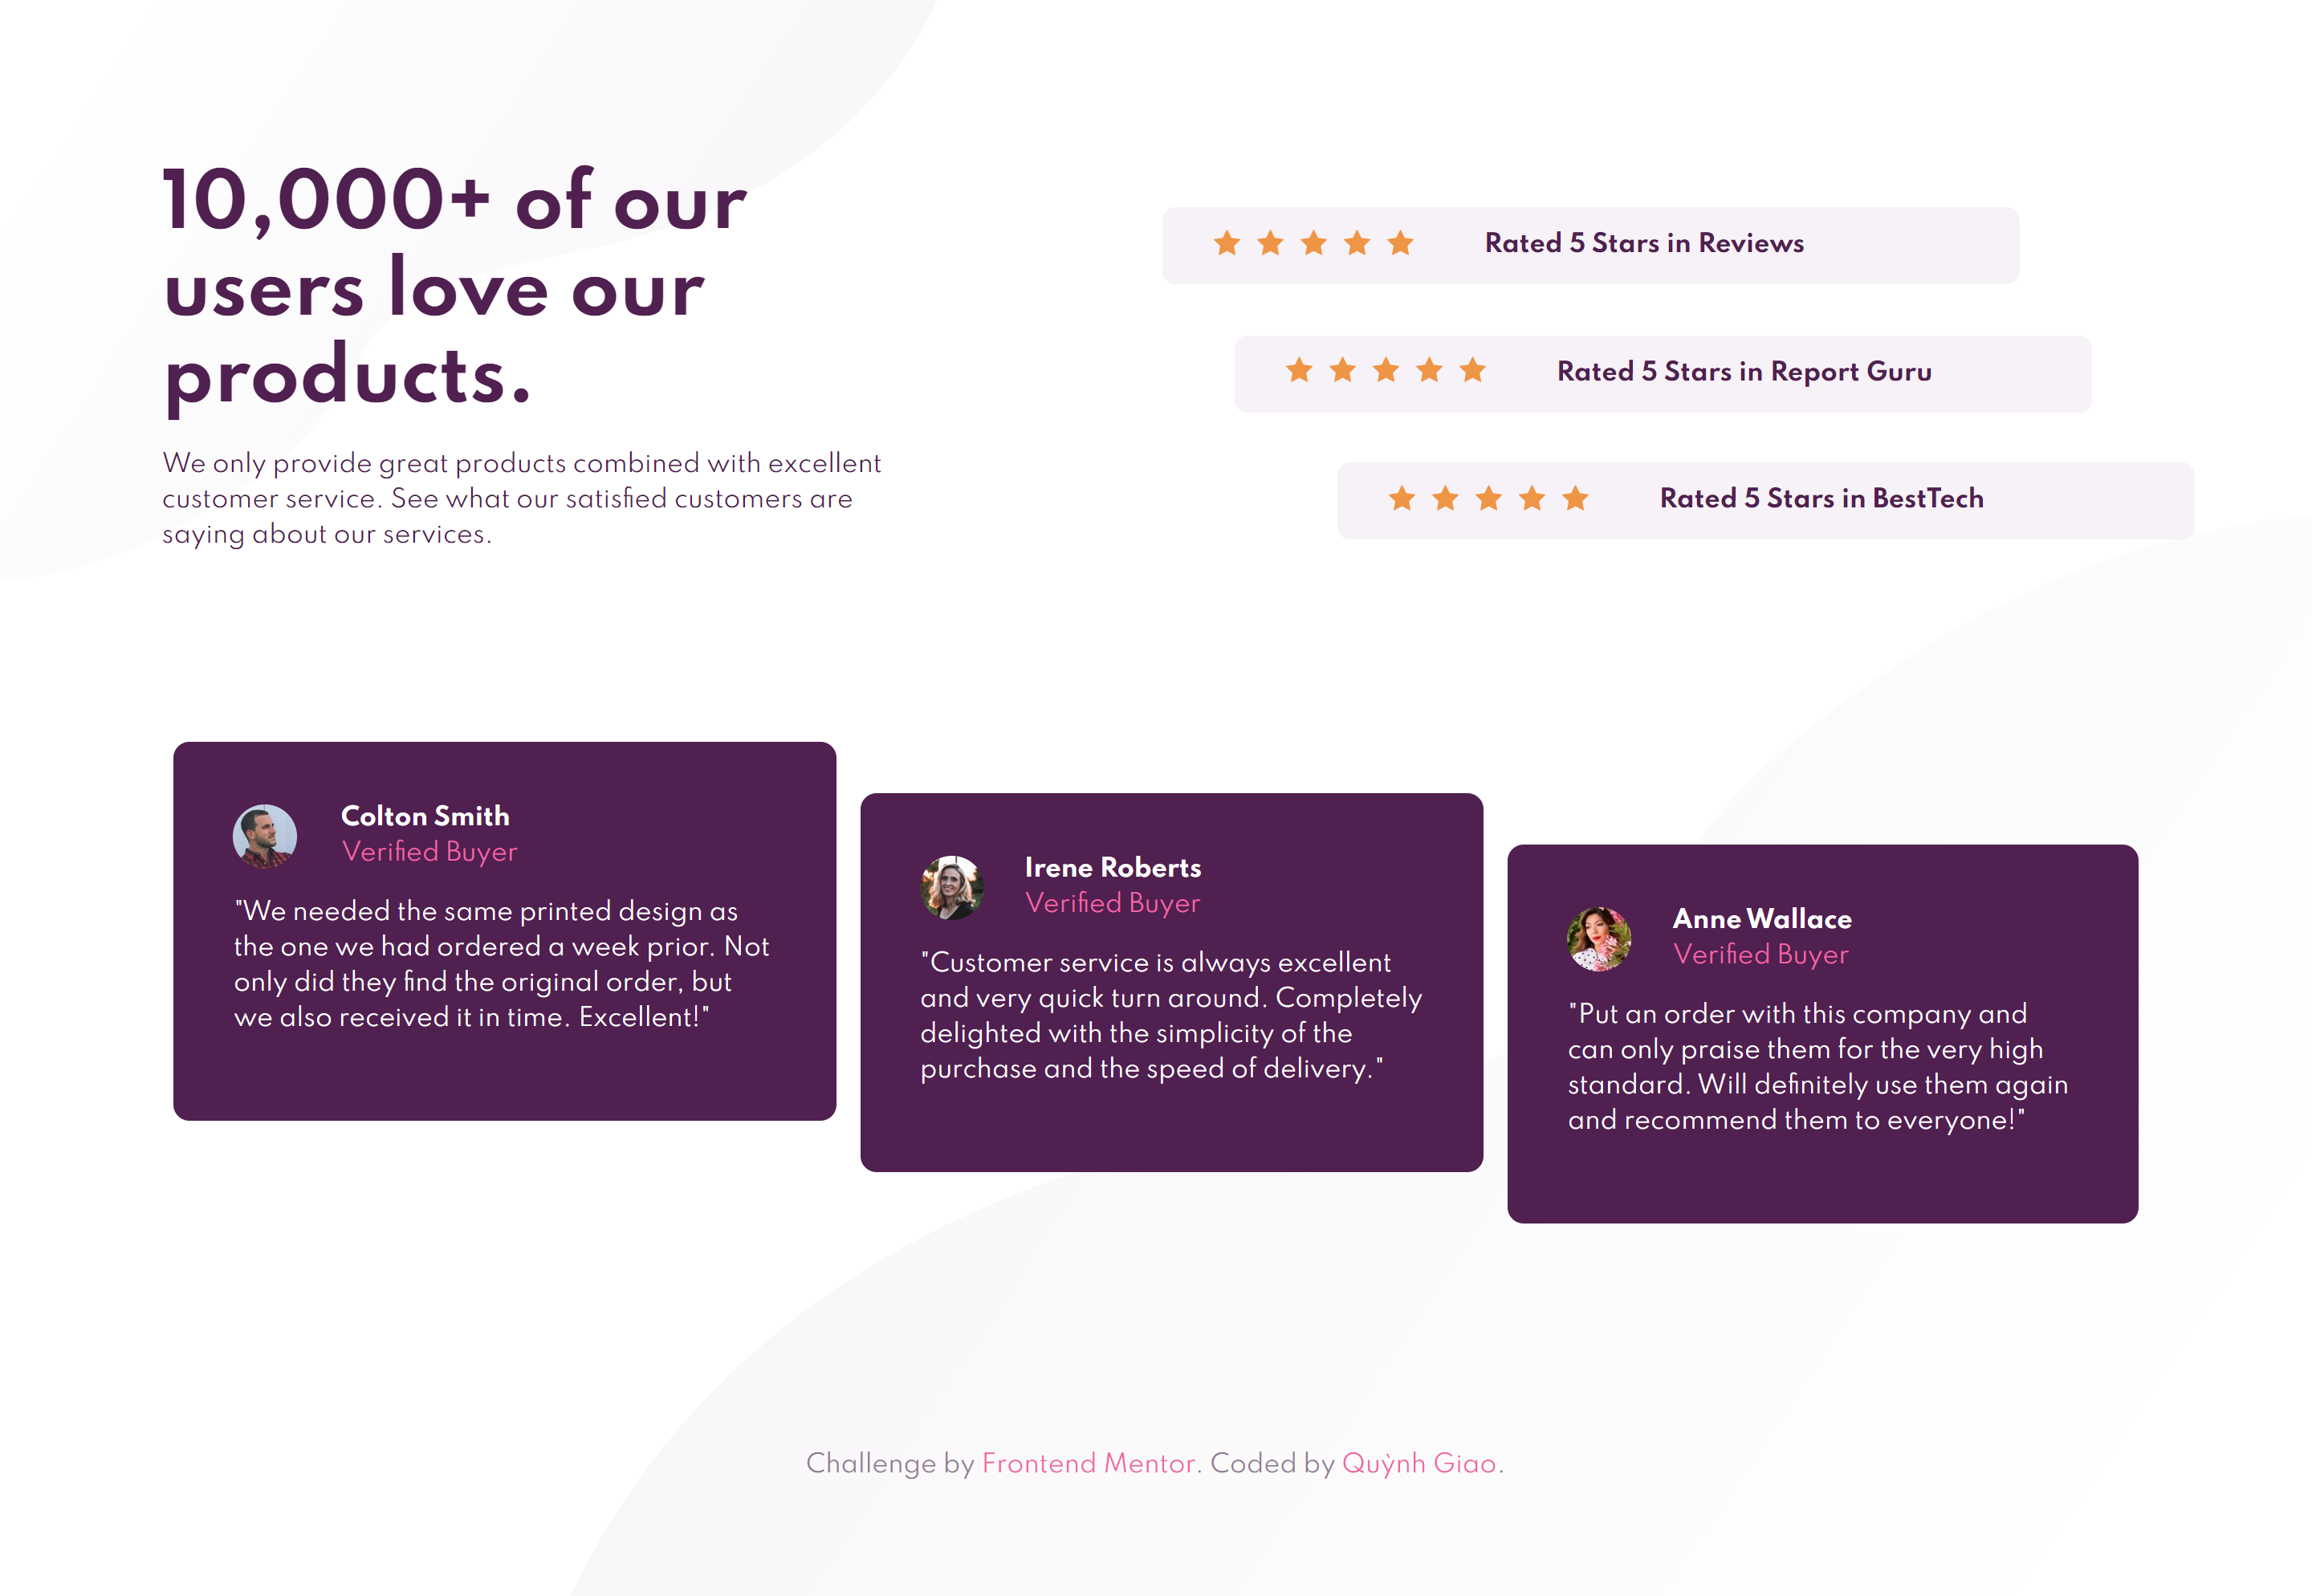 10,000+ of our
users love our
products.
We only provide great products combined with excellent
customer service. See what our satisfied customers are
saying about our services.
Rated 5 Stars in Reviews
Rated 5 Stars in Report Guru
Rated 5 Stars in BestTech
Colton Smith
Verified Buyer
"We needed the same printed design as
the one we had ordered a week prior. Not
only did they find the original order, but
we also received it in time. Excellent!"
Irene Roberts
Verified Buyer
"Customer service is always excellent
and very quick turn around. Completely
delighted with the simplicity of the
purchase and the speed of delivery."
Anne Wallace
Verified Buyer
"Put an order with this company and
can only praise them for the very high
standard. Will definitely use them again
and recommend them to everyone!"
Challenge by Frontend Mentor. Coded by Quỳnh Giao.